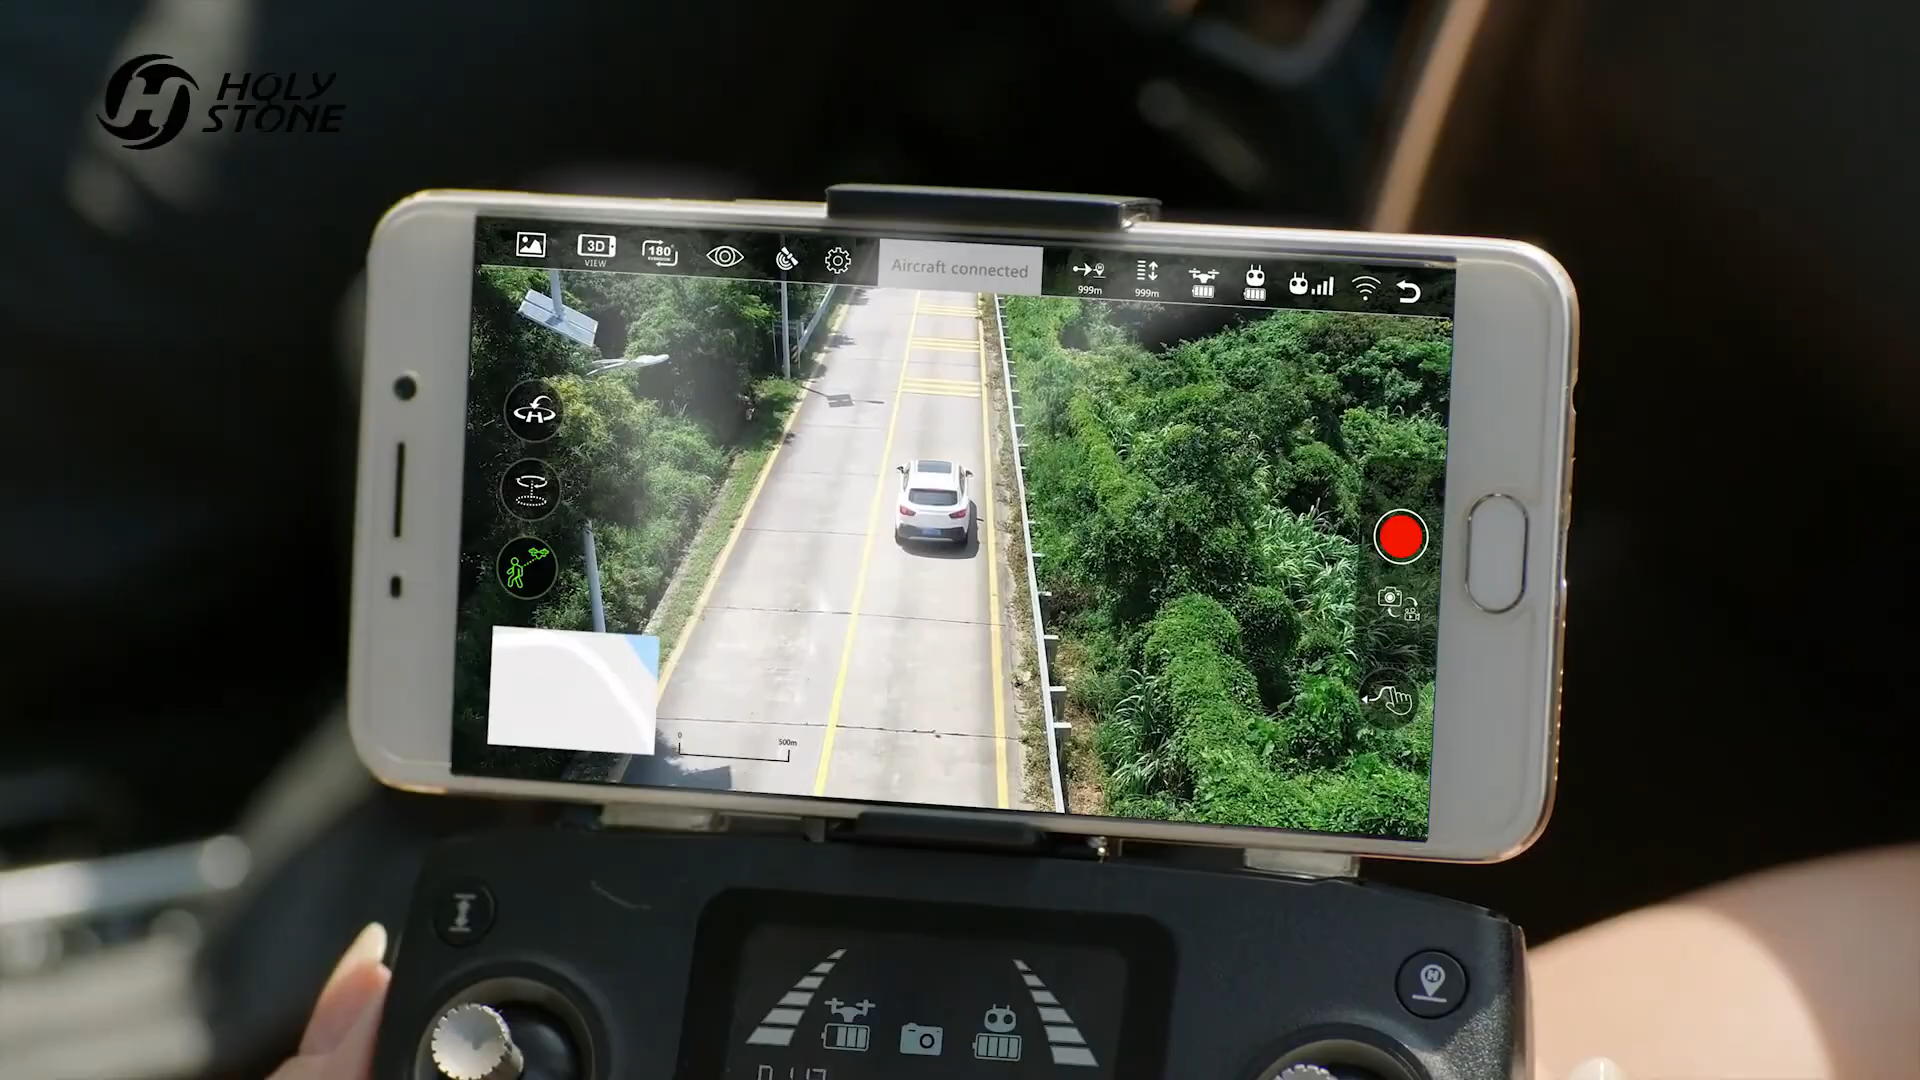 HOLY
STONE
3D
VIEW
180°
Aircraft connected
999m
999m
H
0
500m
H